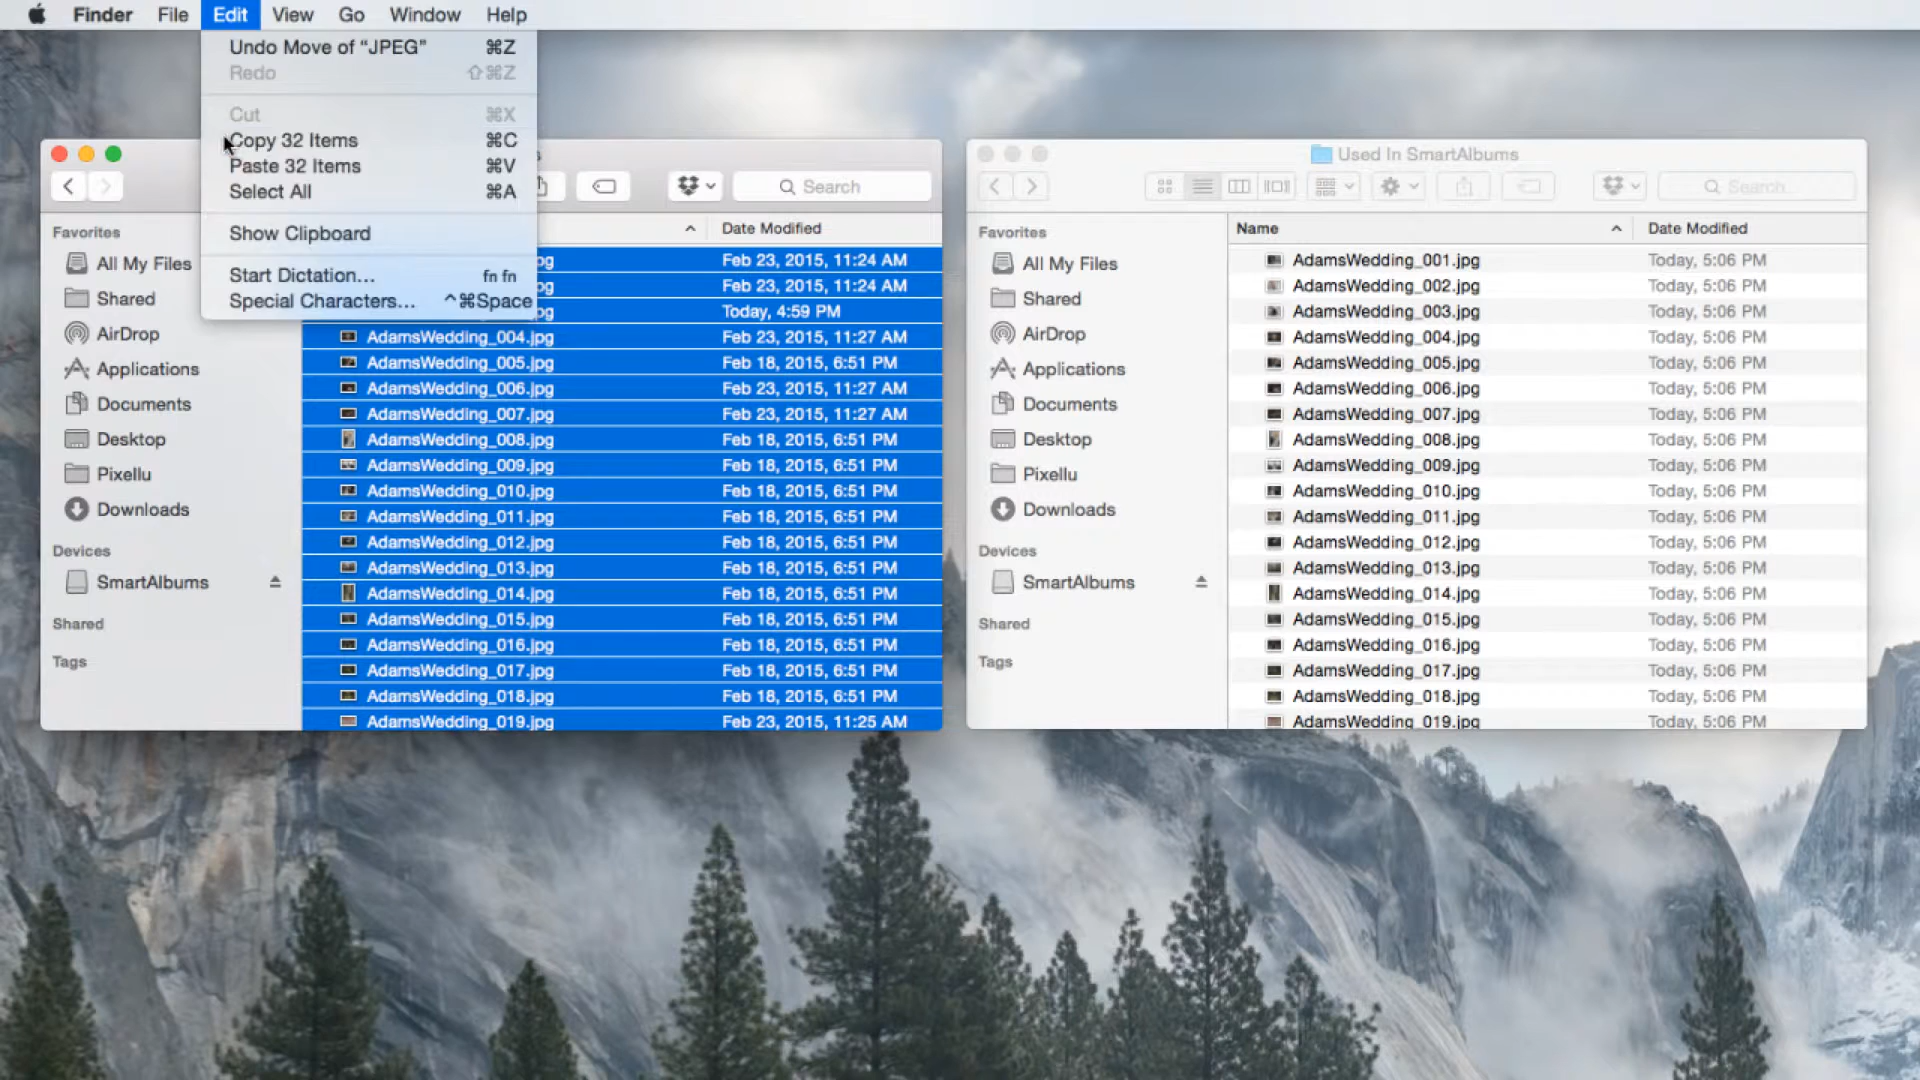 Finder File Edit View Go Window Help
Undo Move of “JPEG” ⌘Z
Redo ⇧⌘Z
Cut ⌘X
Copy 32 Items ⌘C
Paste 32 Items ⌘V
Select All ⌘A
Show Clipboard
Start Dictation... fn fn
Special Characters... ^⌘Space
Search
Favorites
All My Files
Shared
AirDrop
Applications
Documents
Desktop
Pixellu
Downloads
Devices
SmartAlbums
Shared
Tags
Date Modified
Feb 23, 2015, 11:24 AM
Feb 23, 2015, 11:24 AM
Today, 4:59 PM
AdamsWedding_004.jpg Feb 23, 2015, 11:27 AM
AdamsWedding_005.jpg Feb 18, 2015, 6:51 PM
AdamsWedding_006.jpg Feb 23, 2015, 11:27 AM
AdamsWedding_007.jpg Feb 23, 2015, 11:27 AM
AdamsWedding_008.jpg Feb 18, 2015, 6:51 PM
AdamsWedding_009.jpg Feb 18, 2015, 6:51 PM
AdamsWedding_010.jpg Feb 18, 2015, 6:51 PM
AdamsWedding_011.jpg Feb 18, 2015, 6:51 PM
AdamsWedding_012.jpg Feb 18, 2015, 6:51 PM
AdamsWedding_013.jpg Feb 18, 2015, 6:51 PM
AdamsWedding_014.jpg Feb 18, 2015, 6:51 PM
AdamsWedding_015.jpg Feb 18, 2015, 6:51 PM
AdamsWedding_016.jpg Feb 18, 2015, 6:51 PM
AdamsWedding_017.jpg Feb 18, 2015, 6:51 PM
AdamsWedding_018.jpg Feb 18, 2015, 6:51 PM
AdamsWedding_019.jpg Feb 23, 2015, 11:25 AM
Used In SmartAlbums
Search...
Favorites
All My Files
Shared
AirDrop
Applications
Documents
Desktop
Pixellu
Downloads
Devices
SmartAlbums
Shared
Tags
Name Date Modified
AdamsWedding_001.jpg Today, 5:06 PM
AdamsWedding_002.jpg Today, 5:06 PM
AdamsWedding_003.jpg Today, 5:06 PM
AdamsWedding_004.jpg Today, 5:06 PM
AdamsWedding_005.jpg Today, 5:06 PM
AdamsWedding_006.jpg Today, 5:06 PM
AdamsWedding_007.jpg Today, 5:06 PM
AdamsWedding_008.jpg Today, 5:06 PM
AdamsWedding_009.jpg Today, 5:06 PM
AdamsWedding_010.jpg Today, 5:06 PM
AdamsWedding_011.jpg Today, 5:06 PM
AdamsWedding_012.jpg Today, 5:06 PM
AdamsWedding_013.jpg Today, 5:06 PM
AdamsWedding_014.jpg Today, 5:06 PM
AdamsWedding_015.jpg Today, 5:06 PM
AdamsWedding_016.jpg Today, 5:06 PM
AdamsWedding_017.jpg Today, 5:06 PM
AdamsWedding_018.jpg Today, 5:06 PM
AdamsWedding_019.jpg Today, 5:06 PM